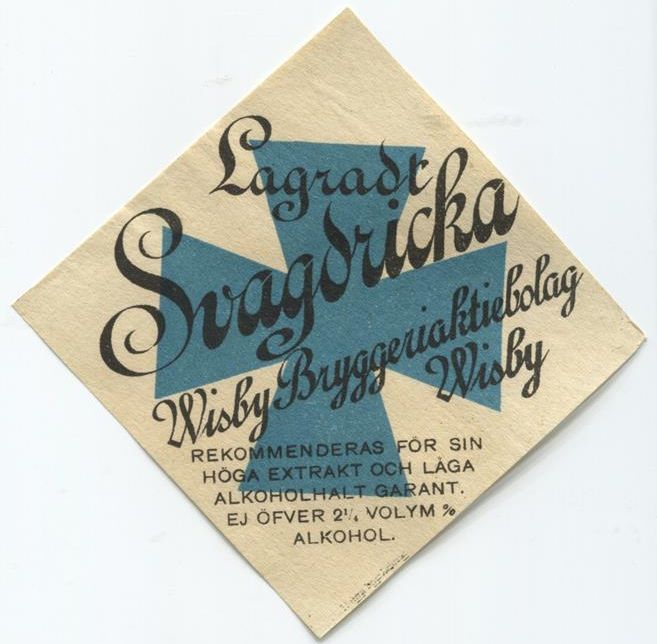 Lagradt
Svagdricka
Wisby Bryggeriaktiebolag
Wisby
REKOMMENDERAS FÖR SIN
HÖGA EXTRAKT OCH LÅGA
ALKOHOLHALT GARANT.
EJ ÖFVER 2¼ VOLYM %
ALKOHOL.